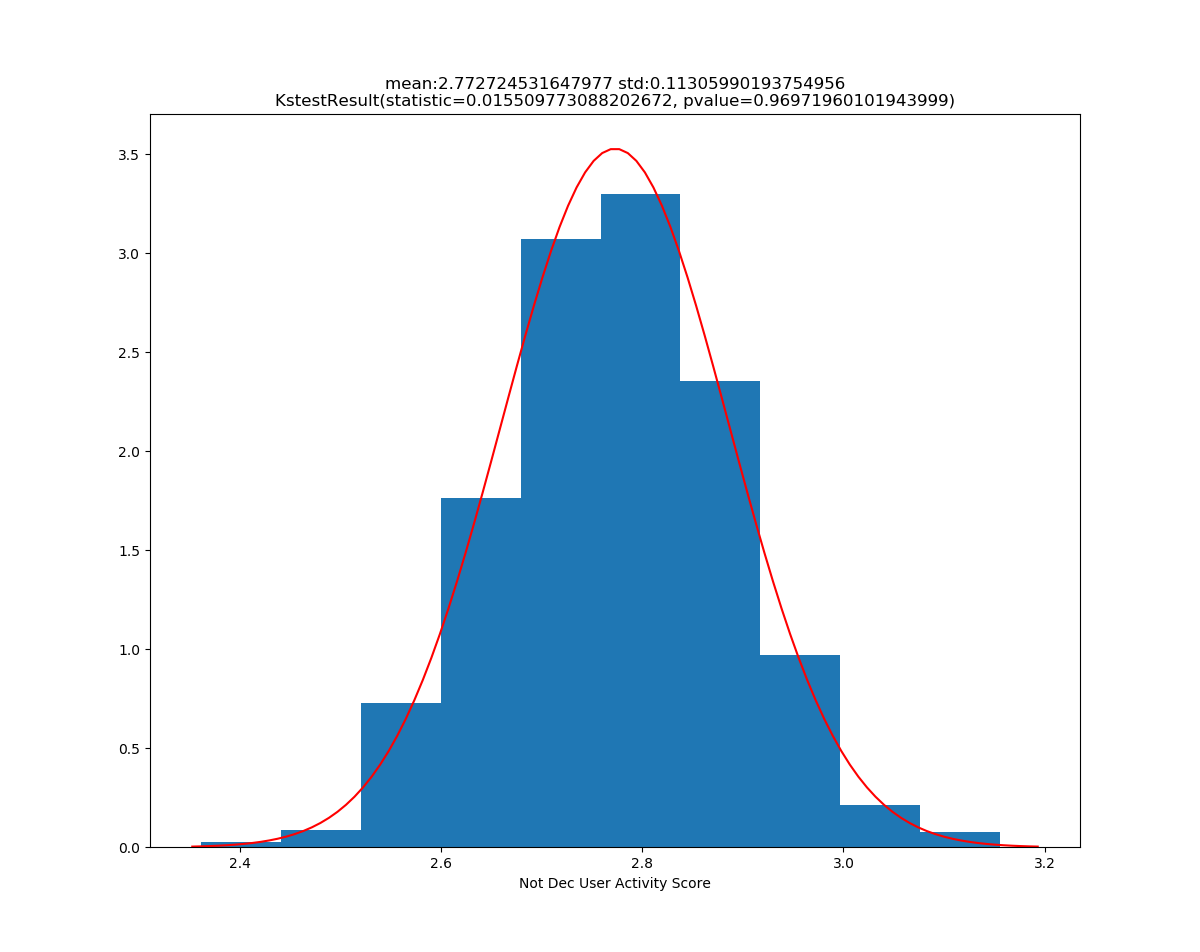 mean:2.772724531647977 std:0.11305990193754956
KstestResult(statistic=0.015509773088202672, pvalue=0.96971960101943999)
3.5
3.0
2.5
2.0
1.5
1.0
0.5
0.0
2.4 2.6 2.8 3.0 3.2
Not Dec User Activity Score